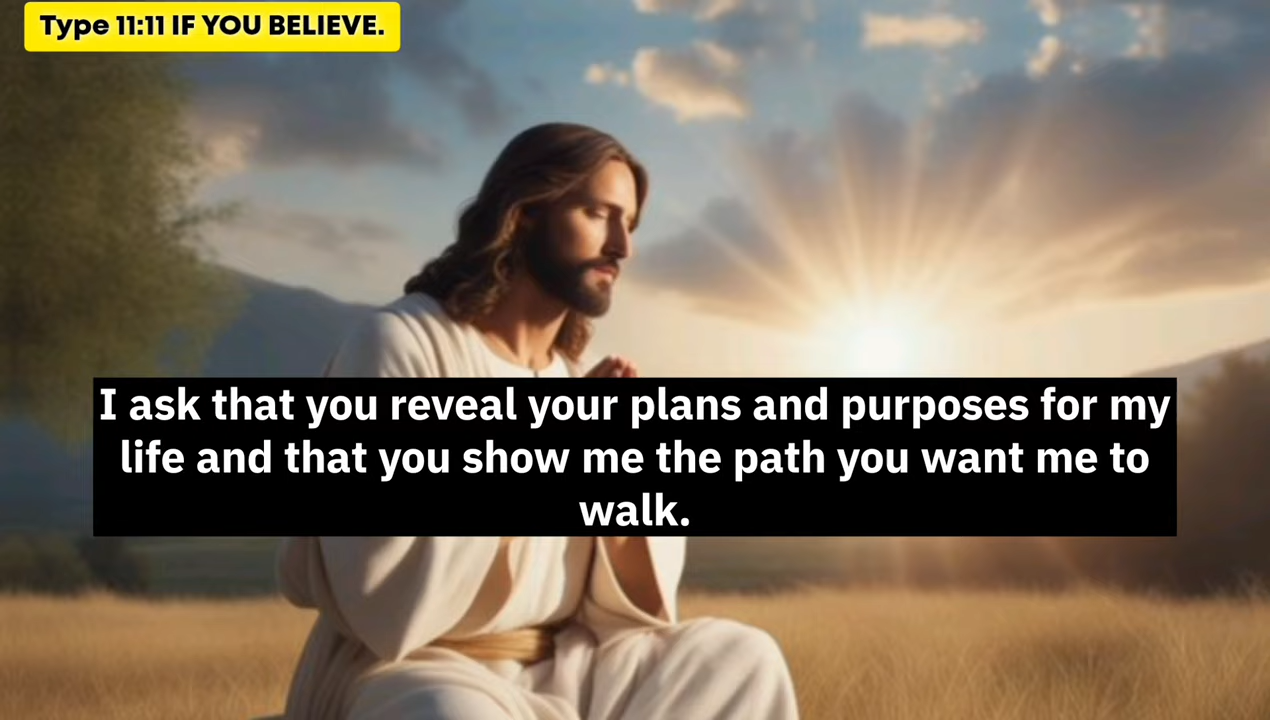 Type 11:11 IF YOU BELIEVE.
I ask that you reveal your plans and purposes for my
life and that you show me the path you want me to
walk.